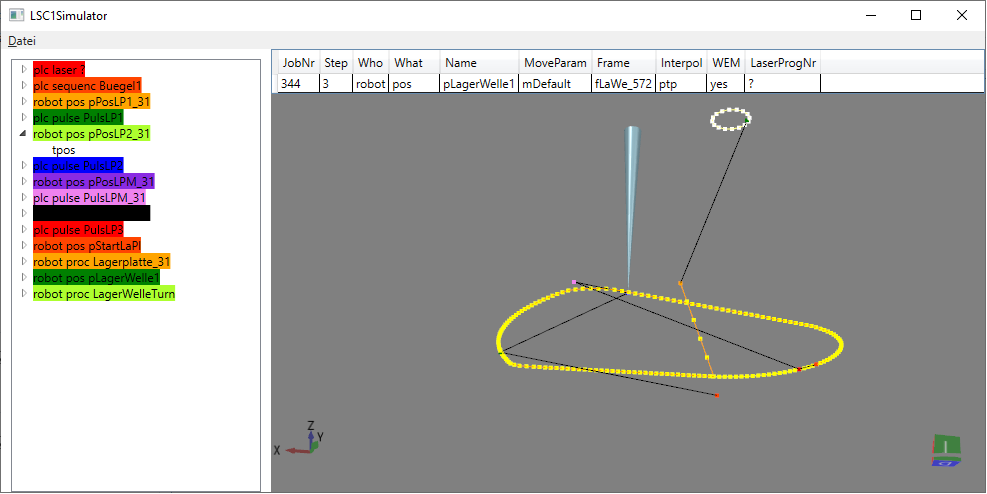 LSC1Simulator
Datei
plc laser ?
plc sequenc Buegel1
robot pos pPosLP1_31
plc pulse PulsLP1
robot pos pPosLP2_31
tpos
plc pulse PulsLP2
robot pos pPosLPM_31
plc pulse PulsLPM_31
plc pulse PulsLP3
robot pos pStartLaPl
robot proc Lagerplatte_31
robot pos pLagerWelle1
robot proc LagerWelleTurn
JobNr Step Who What Name MoveParam Frame Interpol WEM LaserProgNr
344 3 robot pos pLagerWelle1 mDefault fLaWe_572 ptp yes ?
Z
Y
X